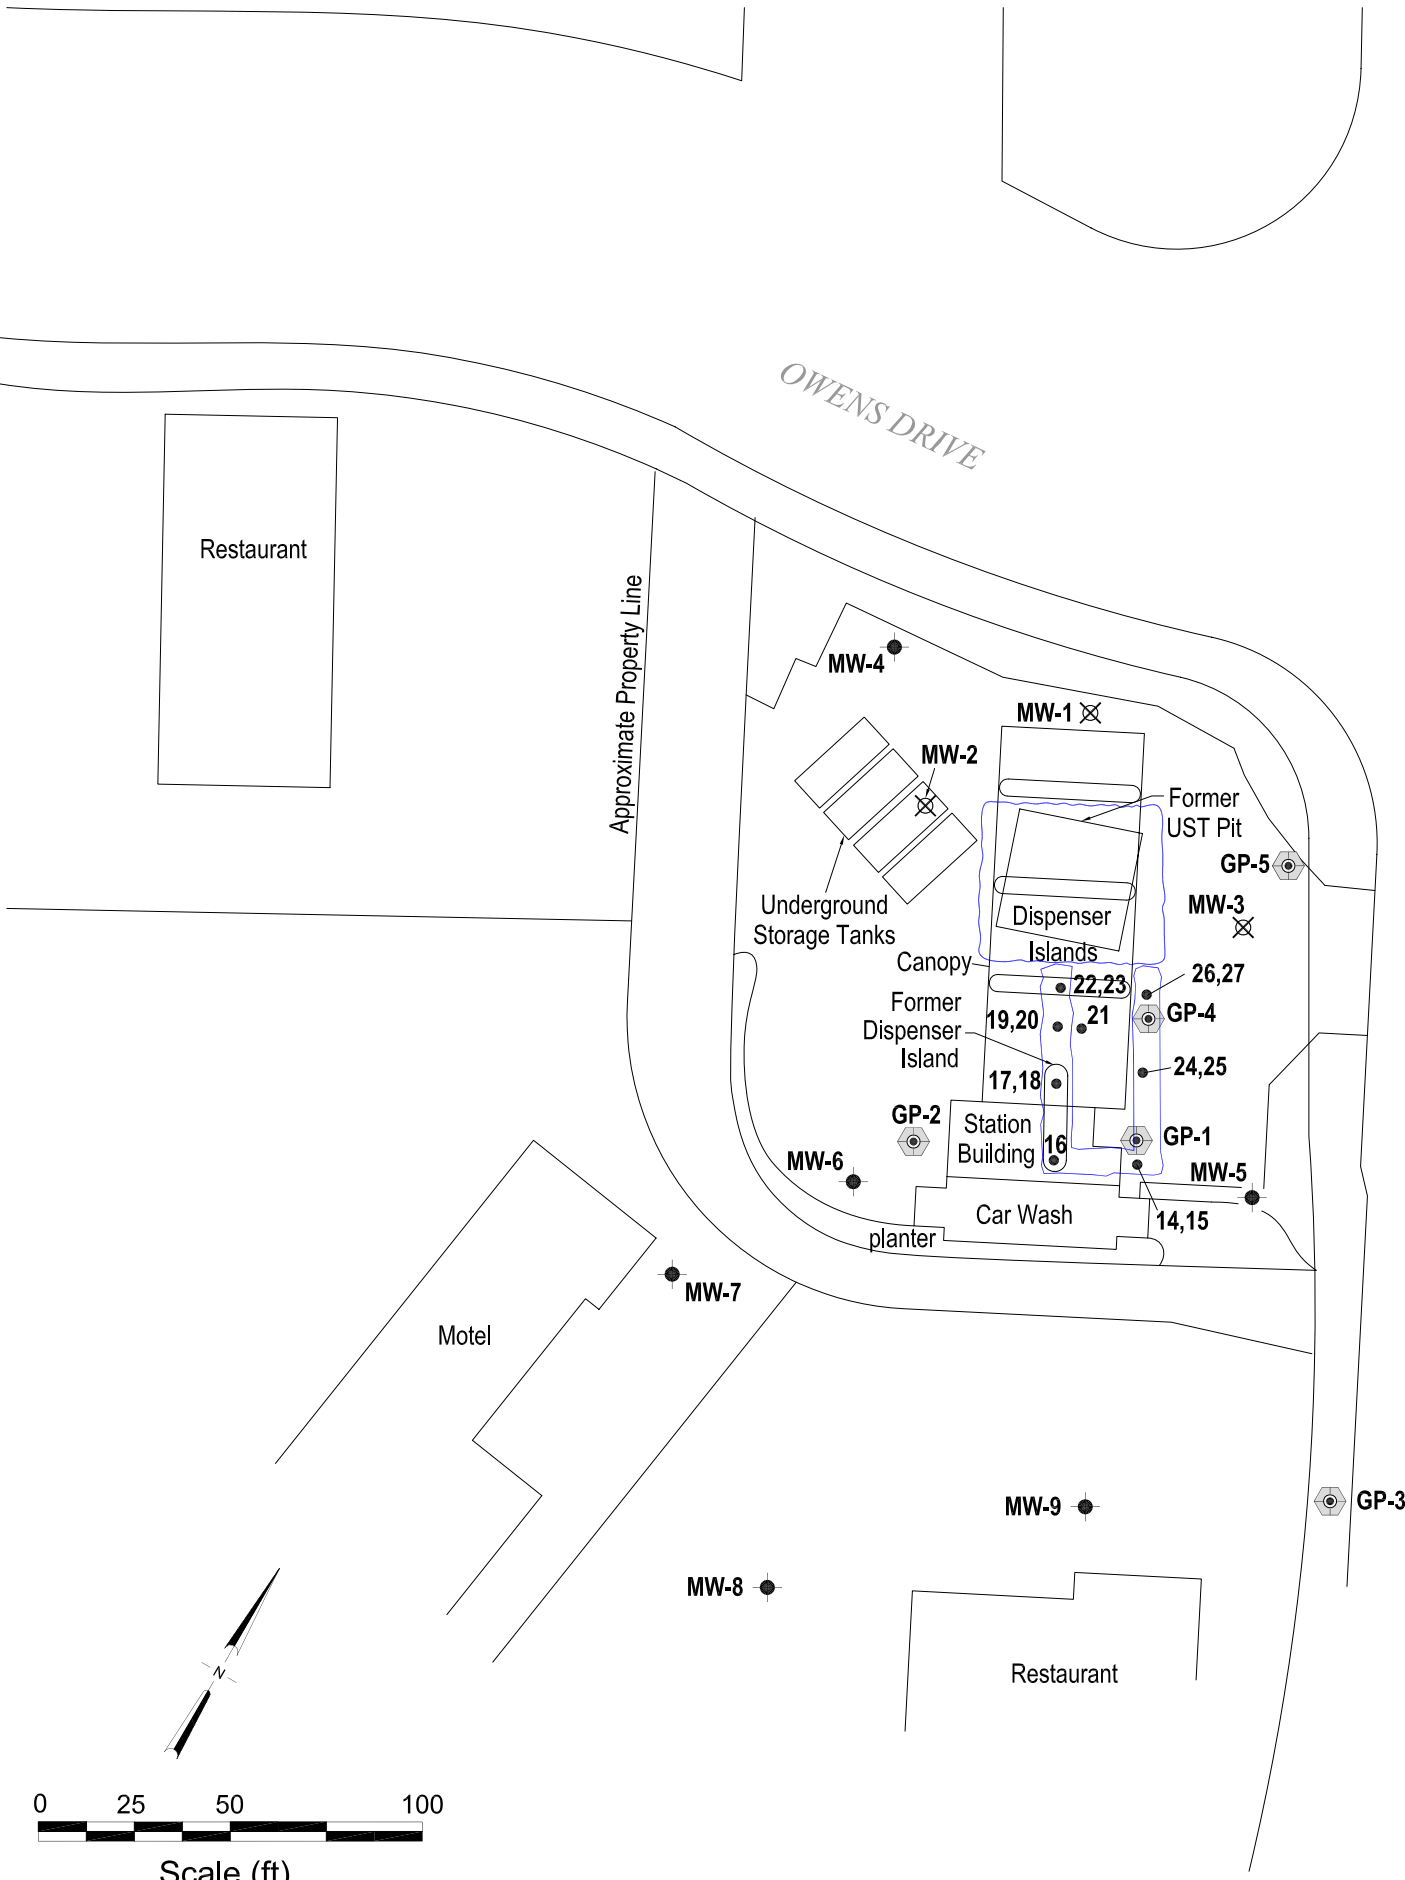 OWENS DRIVE
Restaurant
Approximate Property Line
MW-4
MW-1
MW-2
Former
UST Pit
GP-5
MW-3
Underground
Storage Tanks
Dispenser
Islands
Canopy
26,27
22,23
Former
Dispenser
Island
19,20
21
GP-4
17,18
24,25
GP-2
Station
Building
16
GP-1
MW-6
MW-5
Car Wash
14,15
planter
MW-7
Motel
MW-9
GP-3
MW-8
Restaurant
N
0 25 50 100
Scale (ft)